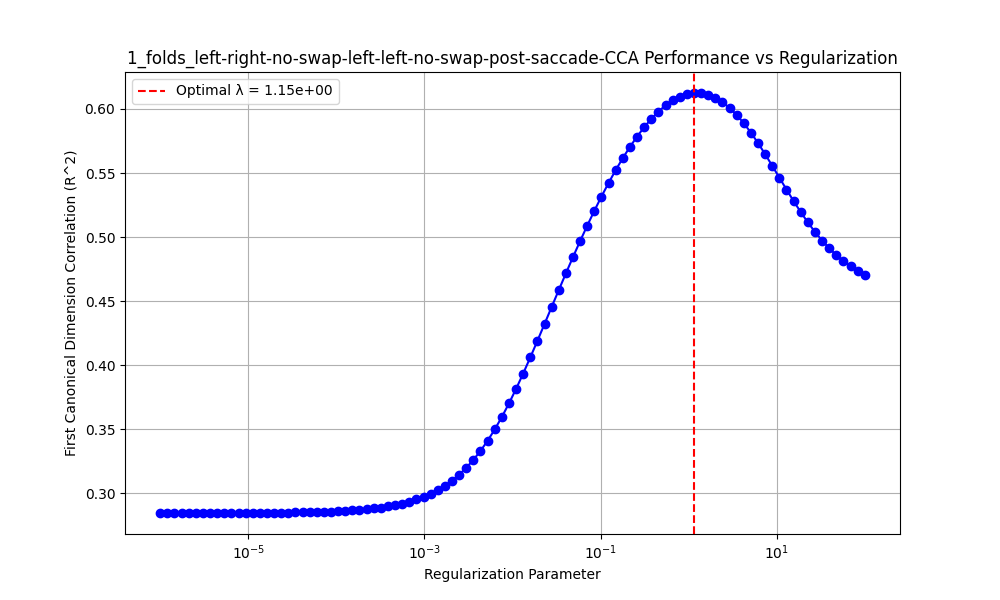 1_folds_left-right-no-swap-left-left-no-swap-post-saccade-CCA Performance vs Regularization
Optimal λ = 1.15e+00
First Canonical Dimension Correlation (R^2)
0.60
0.55
0.50
0.45
0.40
0.35
0.30
10⁻⁵
10⁻³
10⁻¹
10¹
Regularization Parameter